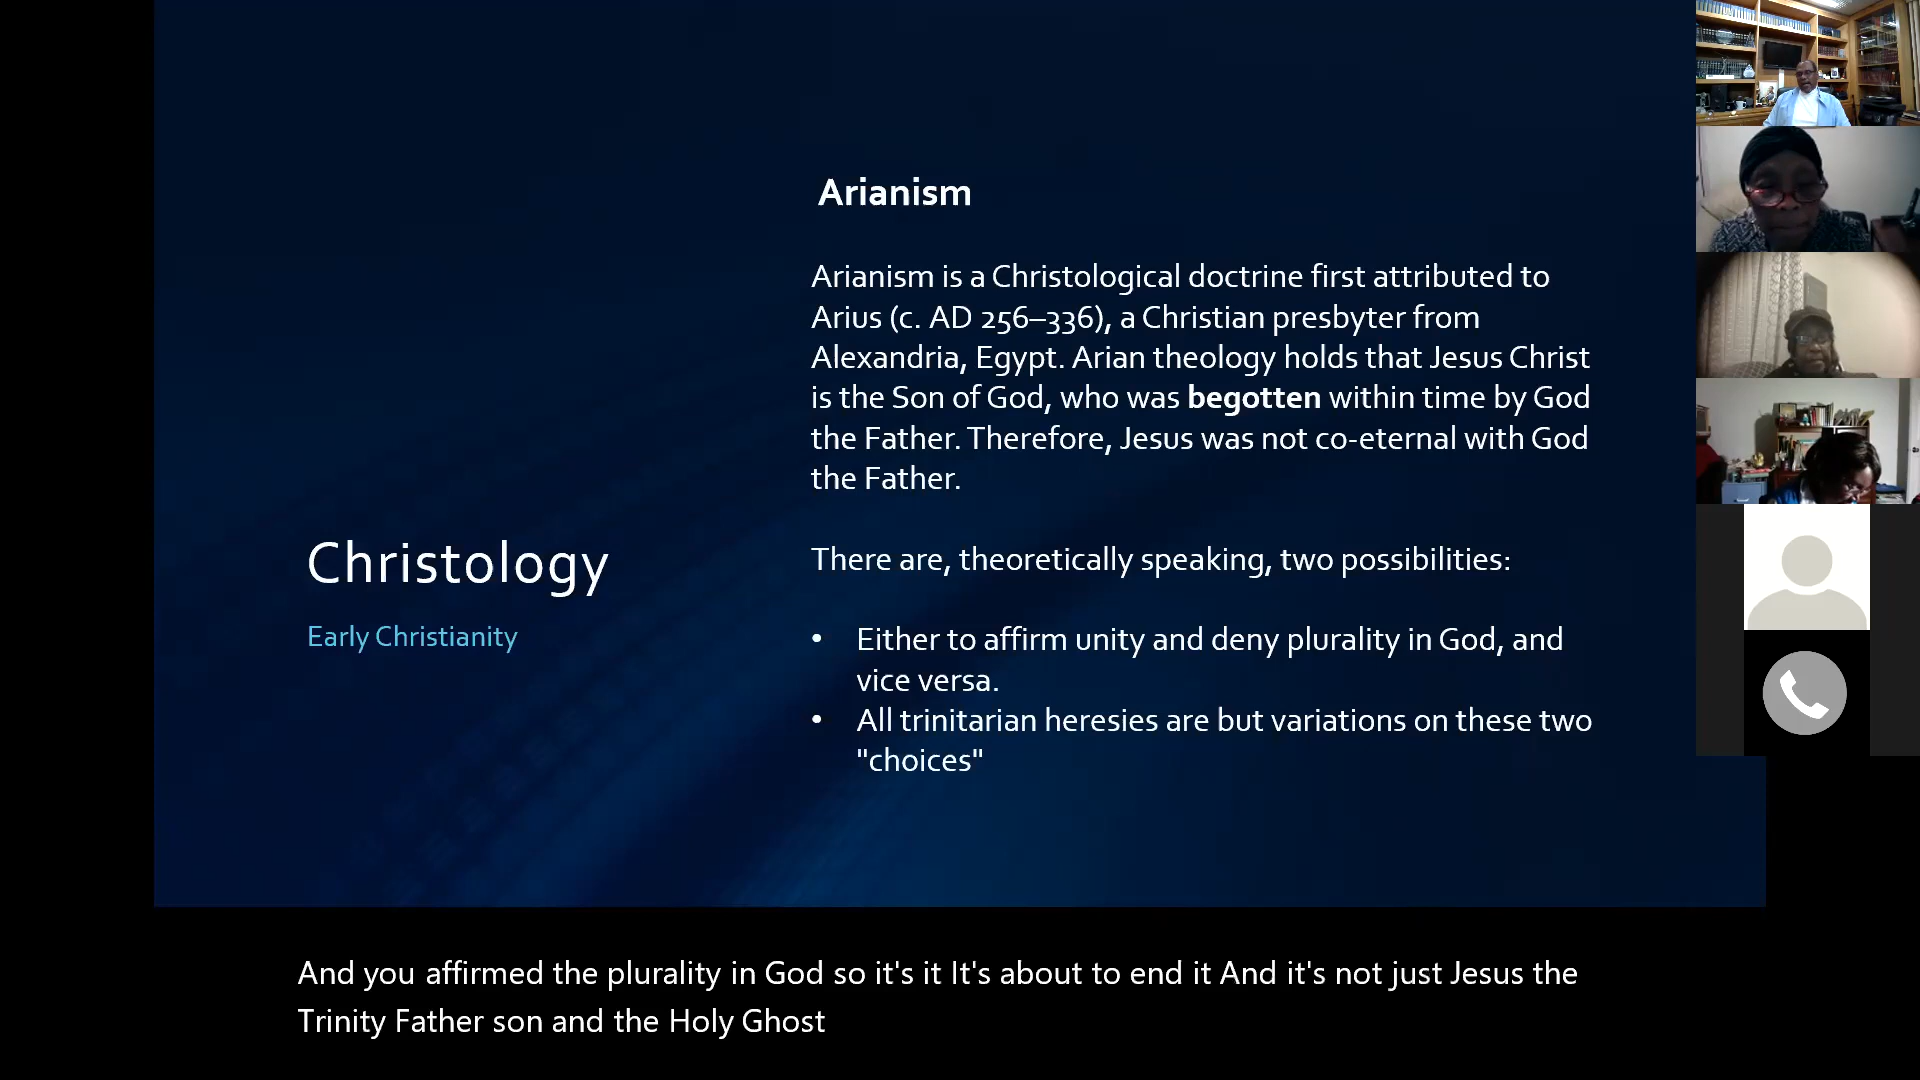 Arianism
Arianism is a Christological doctrine first attributed to
Arius (c. AD 256–336), a Christian presbyter from
Alexandria, Egypt. Arian theology holds that Jesus Christ
is the Son of God, who was begotten within time by God
the Father. Therefore, Jesus was not co-eternal with God
the Father.
There are, theoretically speaking, two possibilities:
• Either to affirm unity and deny plurality in God, and
vice versa.
• All trinitarian heresies are but variations on these two
"choices"
Christology
Early Christianity
And you affirmed the plurality in God so it's it It's about to end it And it's not just Jesus the
Trinity Father son and the Holy Ghost